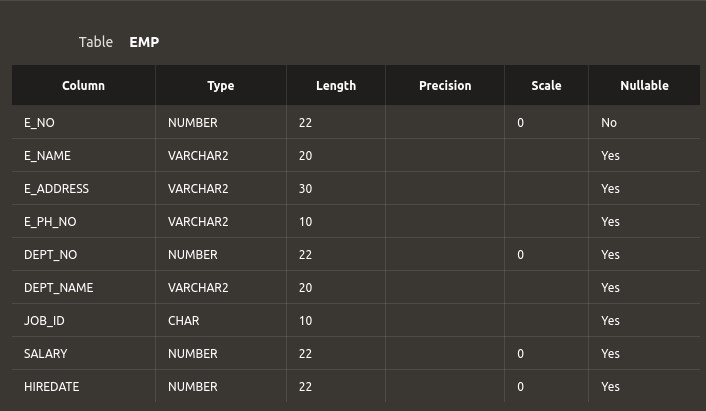 Table EMP
Column Type Length Precision Scale Nullable
E_NO NUMBER 22 0 No
E_NAME VARCHAR2 20 Yes
E_ADDRESS VARCHAR2 30 Yes
E_PH_NO VARCHAR2 10 Yes
DEPT_NO NUMBER 22 0 Yes
DEPT_NAME VARCHAR2 20 Yes
JOB_ID CHAR 10 Yes
SALARY NUMBER 22 0 Yes
HIREDATE NUMBER 22 0 Yes